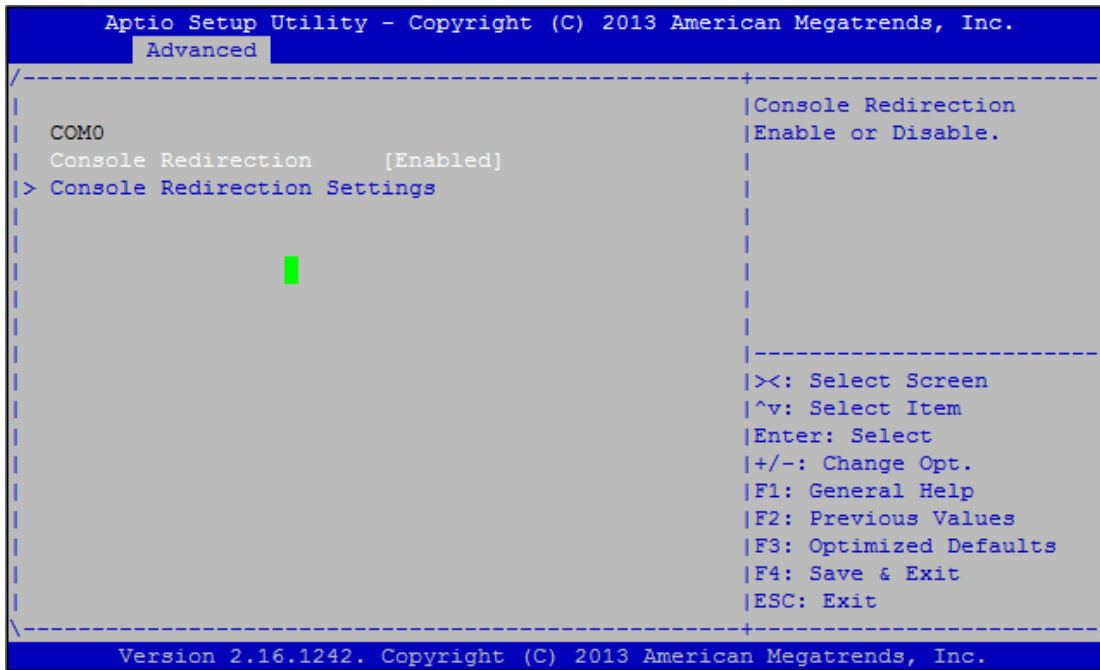 Aptio Setup Utility - Copyright (C) 2013 American Megatrends, Inc.
Advanced
/----------------------------------------------------+-------------------------
Console Redirection
COM0 |Enable or Disable.
Console Redirection [Enabled]
|> Console Redirection Settings
|--------------------------
|><: Select Screen
|^v: Select Item
|Enter: Select
|+/-: Change Opt.
|F1: General Help
|F2: Previous Values
|F3: Optimized Defaults
|F4: Save & Exit
|ESC: Exit
\----------------------------------------------------+-------------------------
Version 2.16.1242. Copyright (C) 2013 American Megatrends, Inc.